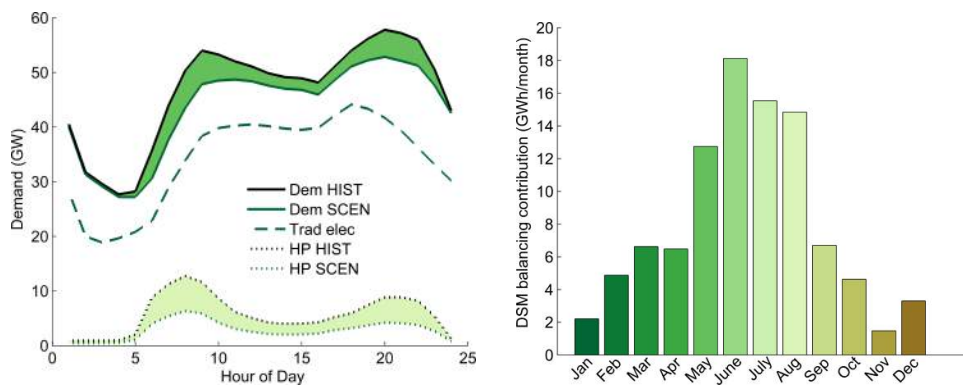 60
50
40
30
20
10
0
Demand (GW)
0 5 10 15 20 25
Hour of Day
Dem HIST
Dem SCEN
Trad elec
HP HIST
HP SCEN
20
18
16
14
12
10
8
6
4
2
0
DSM balancing contribution (GWh/month)
Jan Feb Mar Apr May June July Aug Sep Oct Nov Dec